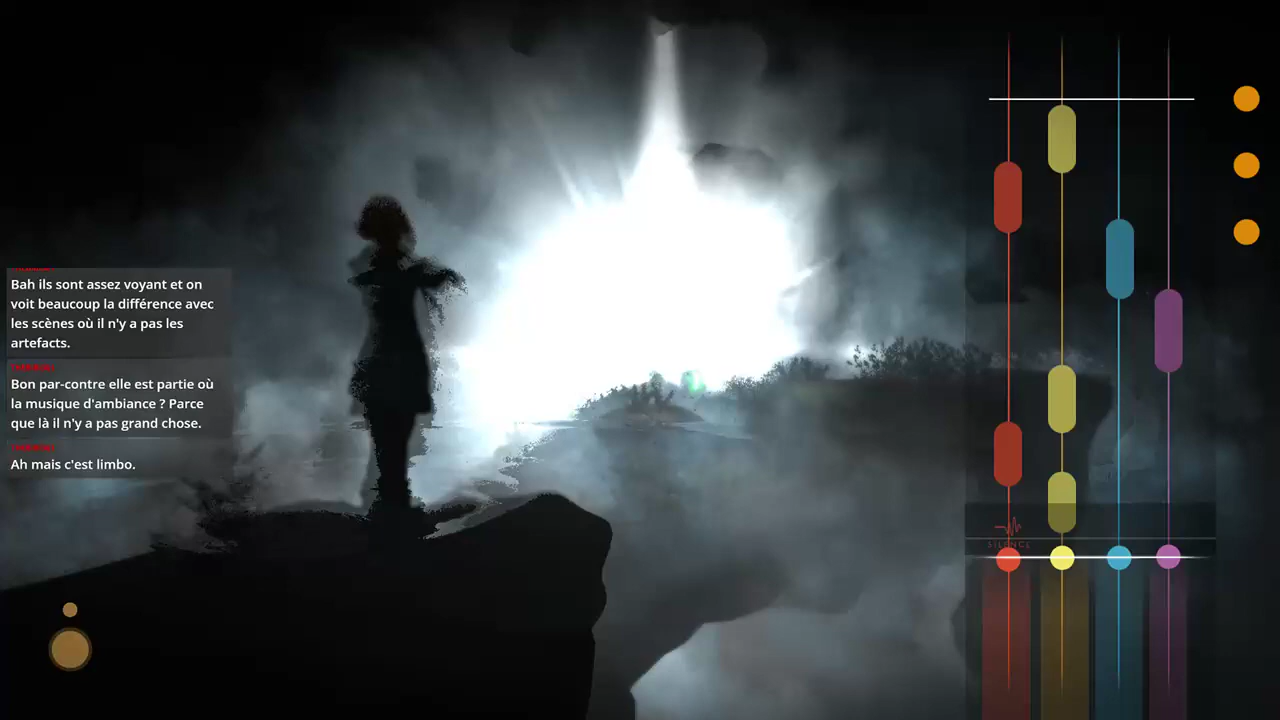 Bah ils sont assez voyant et on
voit beaucoup la différence avec
les scènes où il n'y a pas les
artefacts.
Bon par-contre elle est partie où
la musique d'ambiance ? Parce
que là il n'y a pas grand chose.
Ah mais c'est limbo.
SILENCE